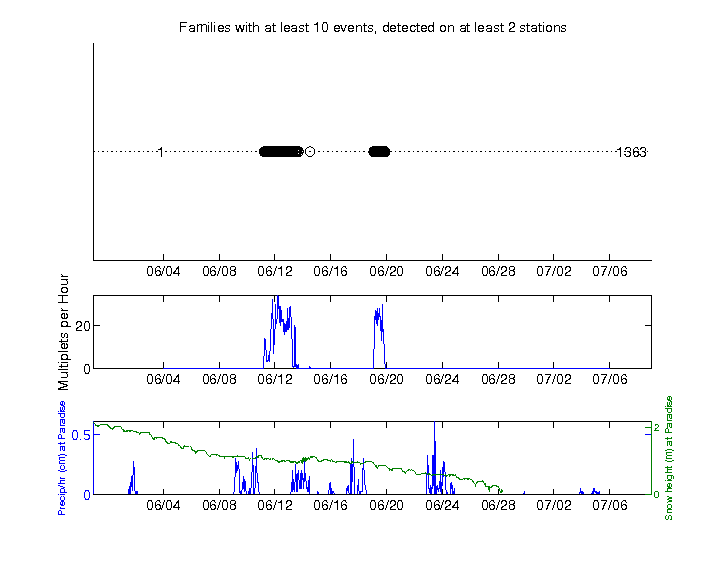 Families with at least 10 events, detected on at least 2 stations
1 1363
06/04 06/08 06/12 06/16 06/20 06/24 06/28 07/02 07/06
Multiplets per Hour
20
0
06/04 06/08 06/12 06/16 06/20 06/24 06/28 07/02 07/06
Precip/hr (cm) at Paradise
0.5
0
2
1
0
Snow height (m) at Paradise
06/04 06/08 06/12 06/16 06/20 06/24 06/28 07/02 07/06